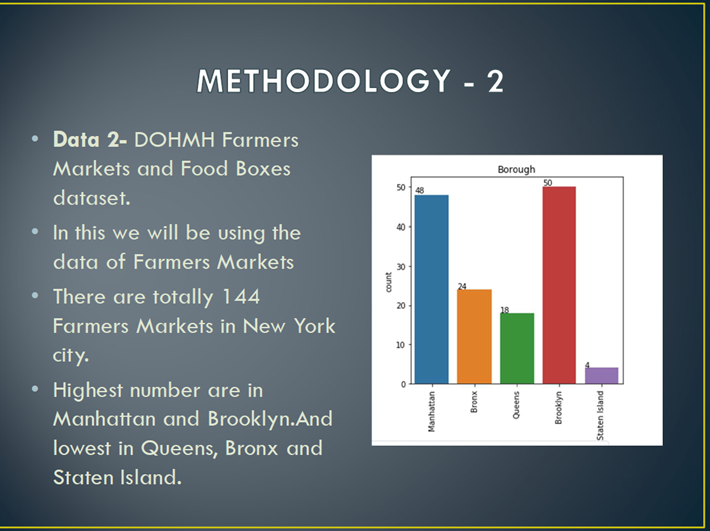 METHODOLOGY - 2
• Data 2- DOHMH Farmers
Markets and Food Boxes
dataset.
• In this we will be using the
data of Farmers Markets
• There are totally 144
Farmers Markets in New York
city.
• Highest number are in
Manhattan and Brooklyn.And
lowest in Queens, Bronx and
Staten Island.
Borough
count
50
40
30
20
10
0
48
24
18
50
4
Manhattan
Bronx
Queens
Brooklyn
Staten Island